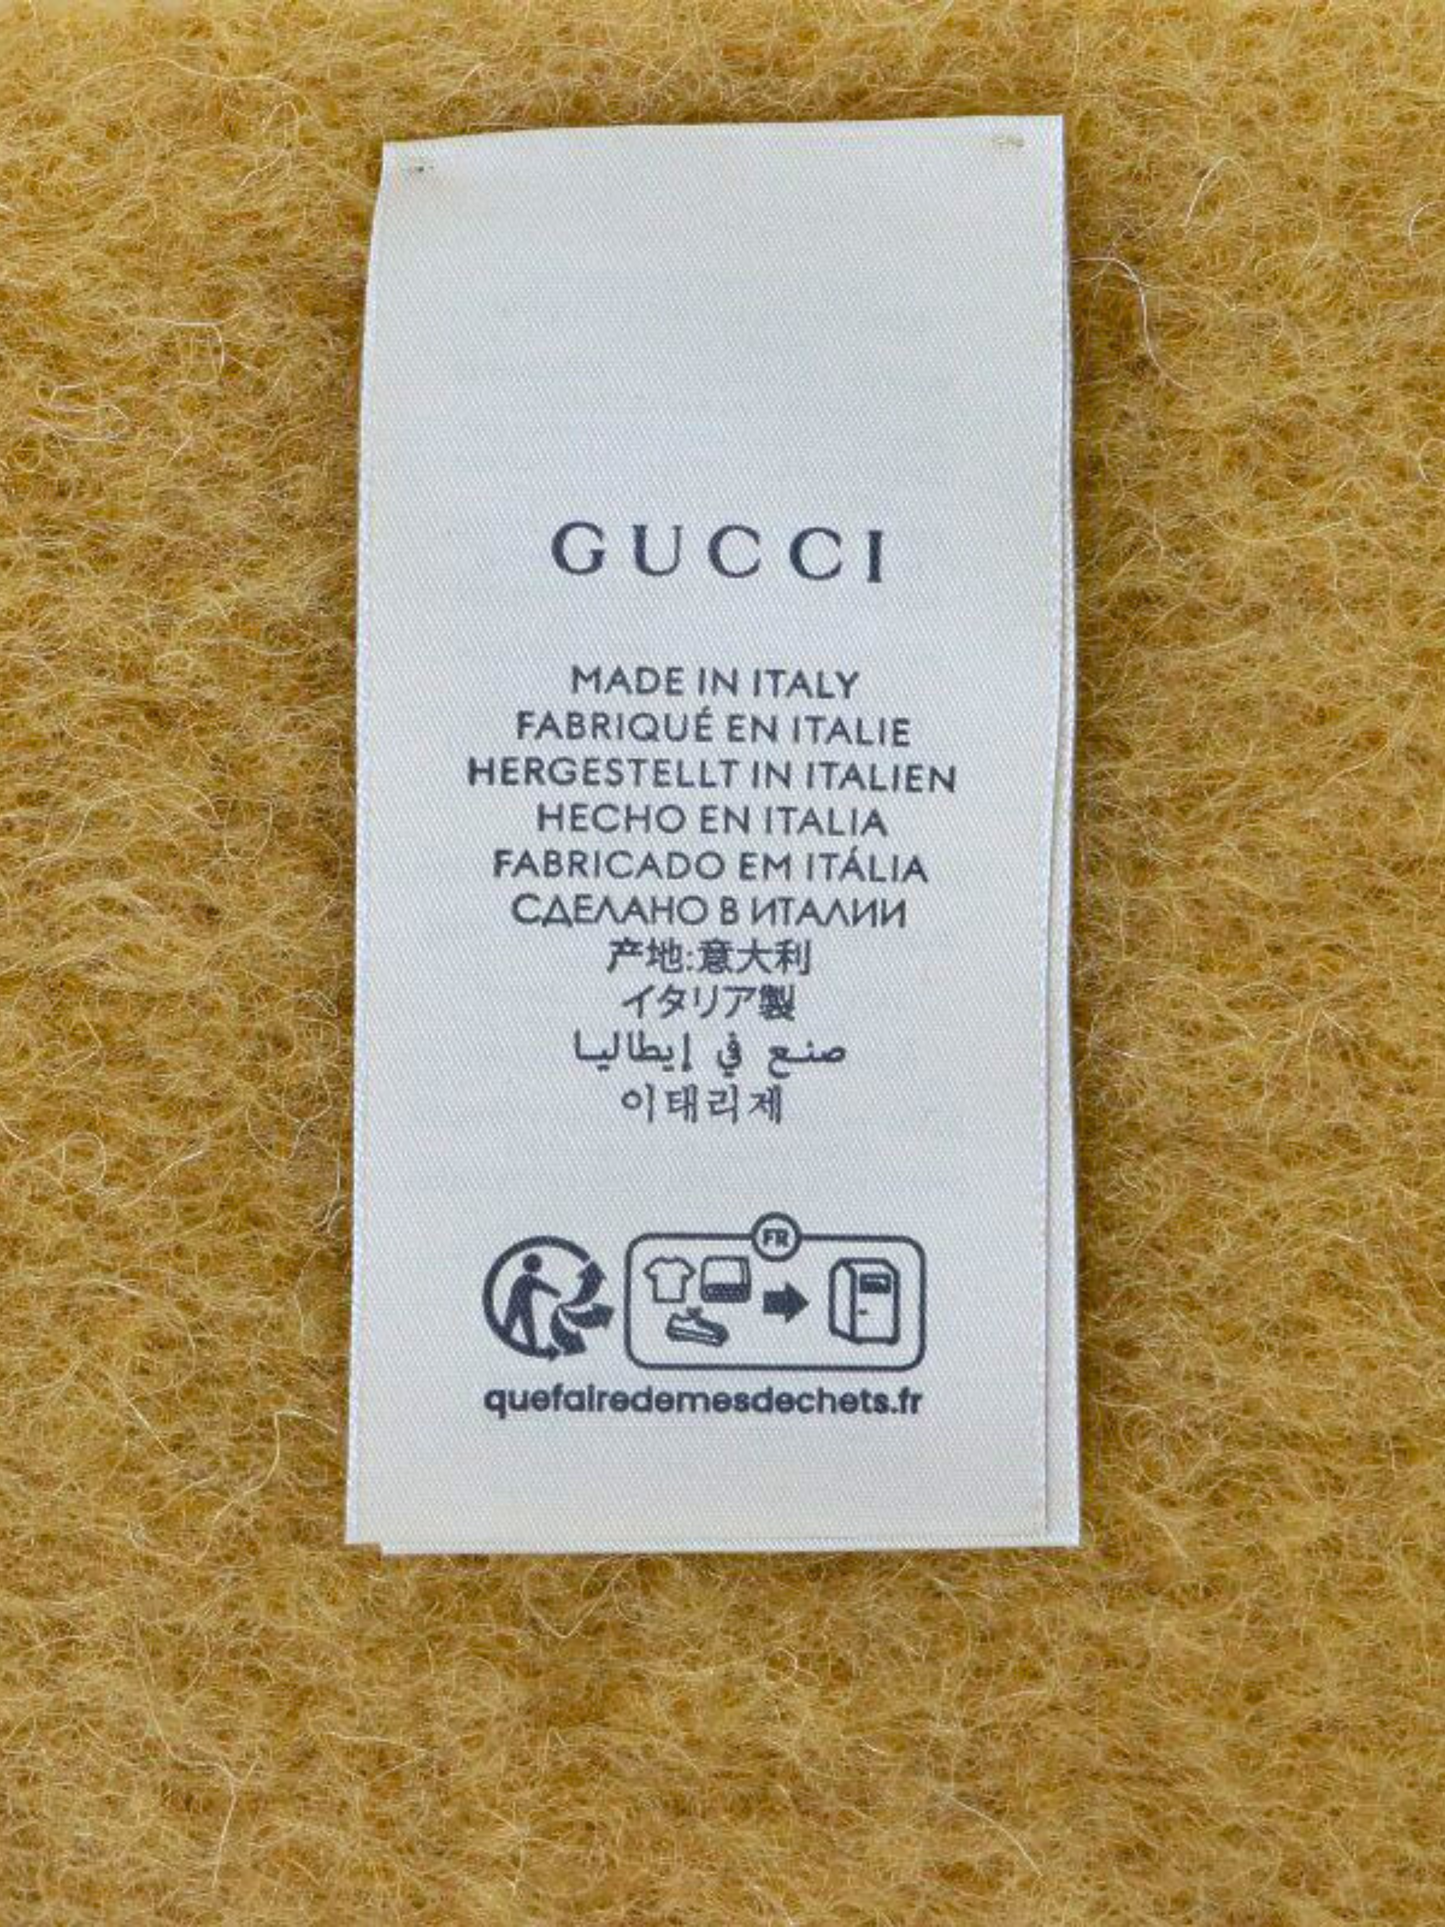 GUCCI
MADE IN ITALY
FABRIQUÉ EN ITALIE
HERGESTELLT IN ITALIEN
HECHO EN ITALIA
FABRICADO EM ITÁLIA
СДЕЛАНО В ИТАЛИИ
产地:意大利
イタリア製
صنع في إيطاليا
이태리제
FR
quefairedemesdechets.fr